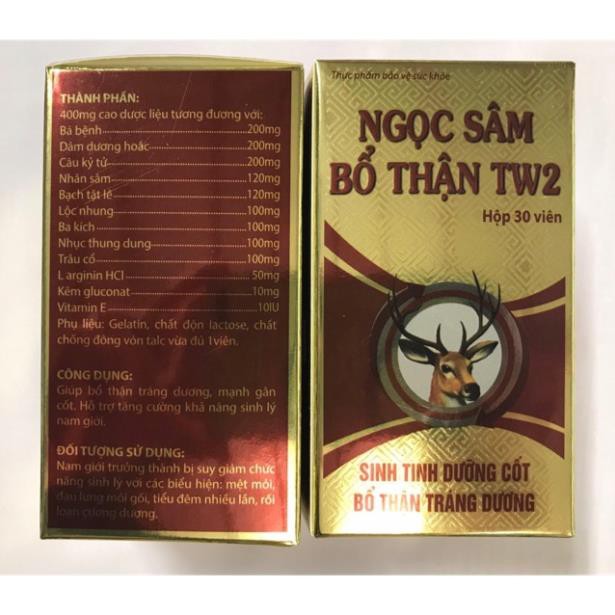 THÀNH PHẦN:
400mg cao dược liệu tương đương với:
Bá bệnh 200mg
Dâm dương hoắc 200mg
Câu kỷ tử 200mg
Nhân sâm 120mg
Bạch tật lê 120mg
Lộc nhung 100mg
Ba kích 100mg
Nhục thung dung 100mg
Trâu cổ 100mg
L arginin HCl 50mg
Kẽm gluconat 10mg
Vitamin E 10IU
Phụ liệu: Gelatin, chất độn lactose, chất
chống đông vón talc vừa đủ 1viên.
CÔNG DỤNG:
Giúp bổ thận tráng dương, mạnh gân
cốt. Hỗ trợ tăng cường khả năng sinh lý
nam giới.
ĐỐI TƯỢNG SỬ DỤNG:
Nam giới trưởng thành bị suy giảm chức
năng sinh lý với các biểu hiện: mệt mỏi,
đau lưng mỏi gối, tiểu đêm nhiều lần, rối
loạn cương dương.
Thực phẩm bảo vệ sức khỏe
NGỌC SÂM
BỔ THẬN TW2
Hộp 30 viên
SINH TINH DƯỠNG CỐT
BỔ THẬN TRÁNG DƯƠNG